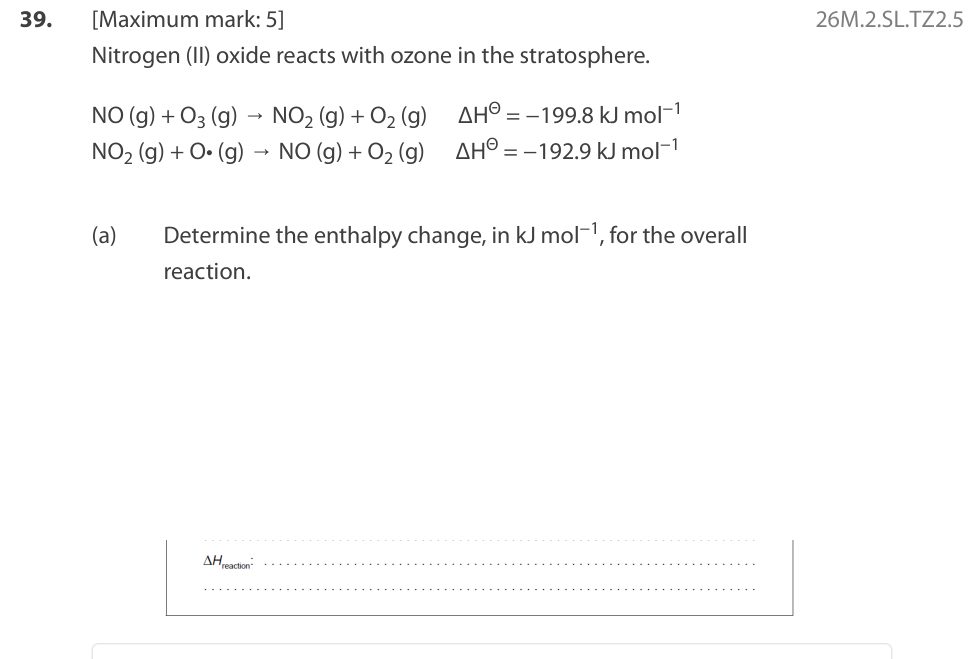 39. [Maximum mark: 5] 26M.2.SL.TZ2.5
Nitrogen (II) oxide reacts with ozone in the stratosphere.
NO (g) + O₃ (g) → NO₂ (g) + O₂ (g) ΔH^Θ = −199.8 kJ mol⁻¹
NO₂ (g) + O• (g) → NO (g) + O₂ (g) ΔH^Θ = −192.9 kJ mol⁻¹
(a) Determine the enthalpy change, in kJ mol⁻¹, for the overall
reaction.
ΔH_reaction: